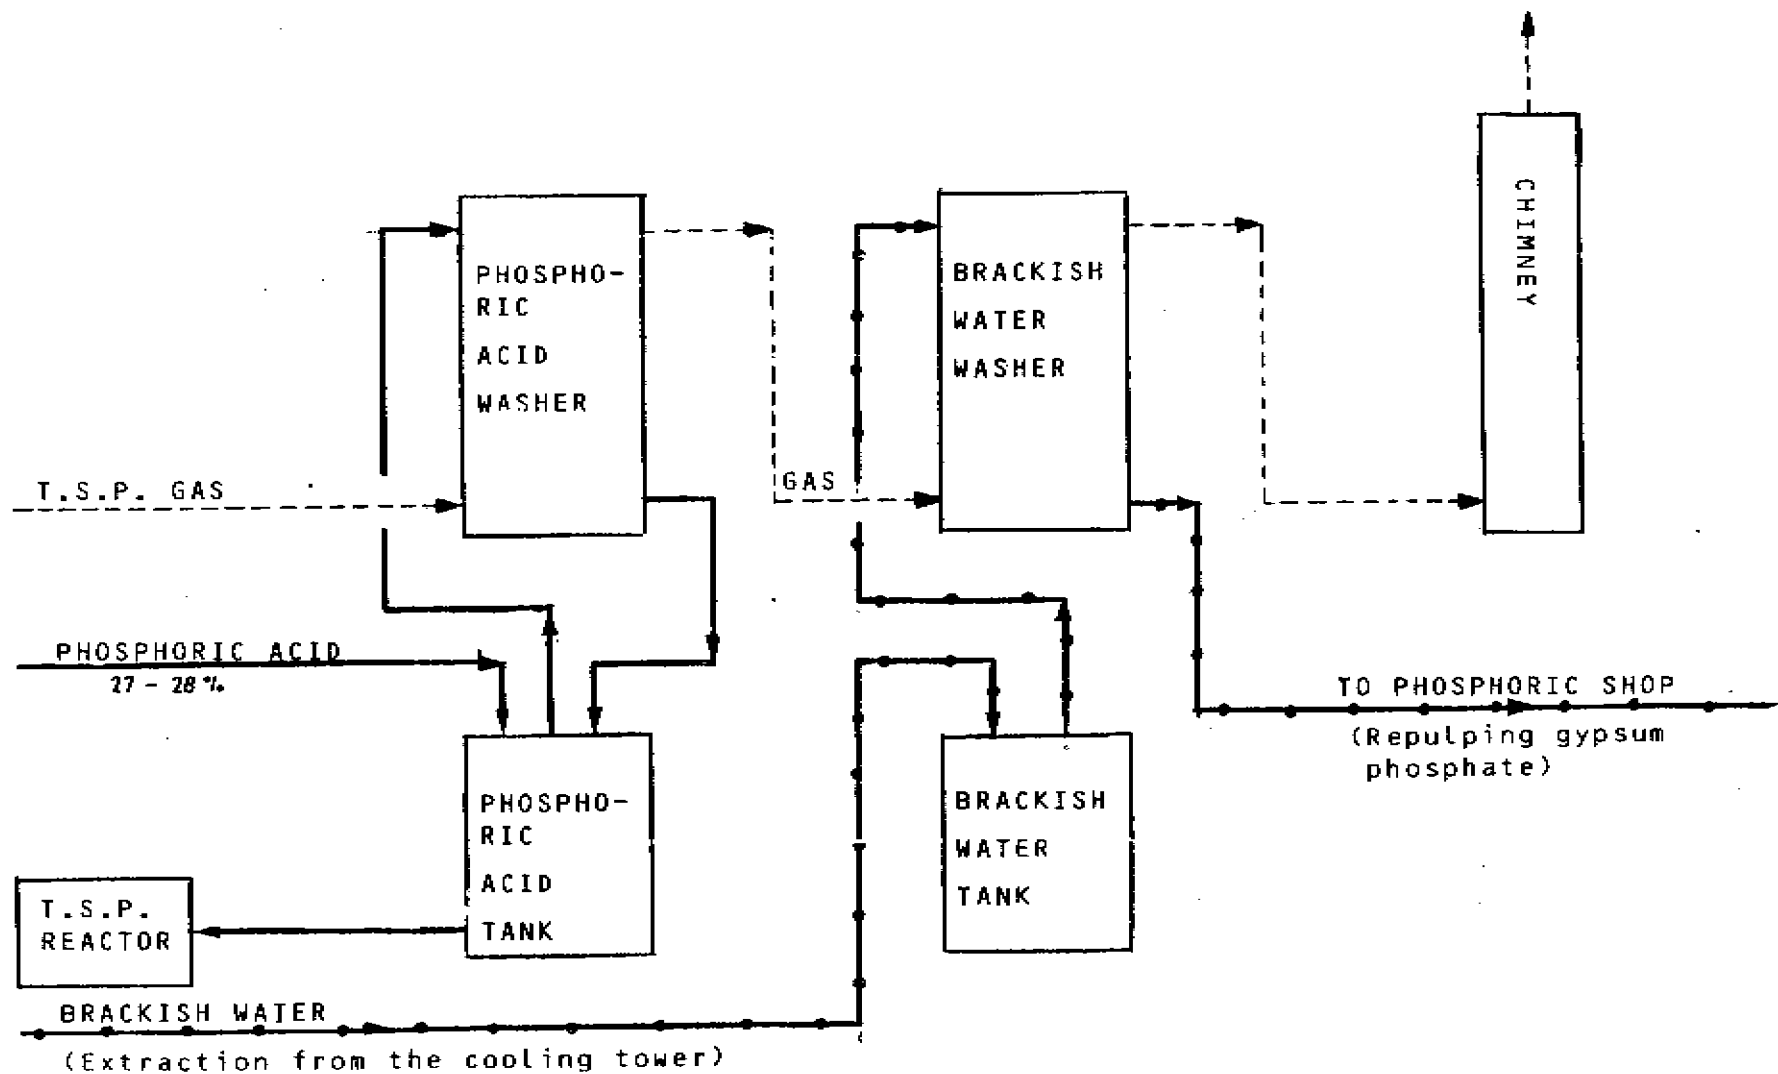 CHIMNEY
PHOSPHO-
RIC
ACID
WASHER
BRACKISH
WATER
WASHER
T.S.P. GAS
GAS
PHOSPHORIC ACID
27 - 28 %
TO PHOSPHORIC SHOP
(Repulping gypsum
phosphate)
PHOSPHO-
RIC
ACID
TANK
BRACKISH
WATER
TANK
T.S.P.
REACTOR
BRACKISH WATER
(Extraction from the cooling tower)